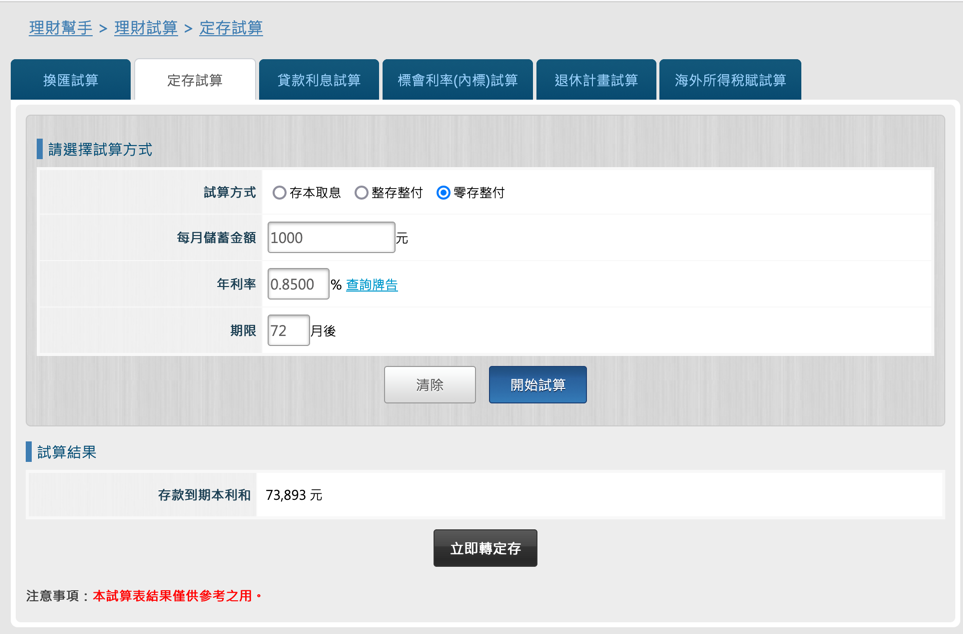 理財幫手 > 理財試算 > 定存試算
換匯試算 定存試算 貸款利息試算 標會利率(內標)試算 退休計畫試算 海外所得稅賦試算
請選擇試算方式
試算方式 存本取息 整存整付 零存整付
每月儲蓄金額 1000 元
年利率 0.8500 % 查詢牌告
期限 72 月後
清除 開始試算
試算結果
存款到期本利和 73,893 元
立即轉定存
注意事項：本試算表結果僅供參考之用。